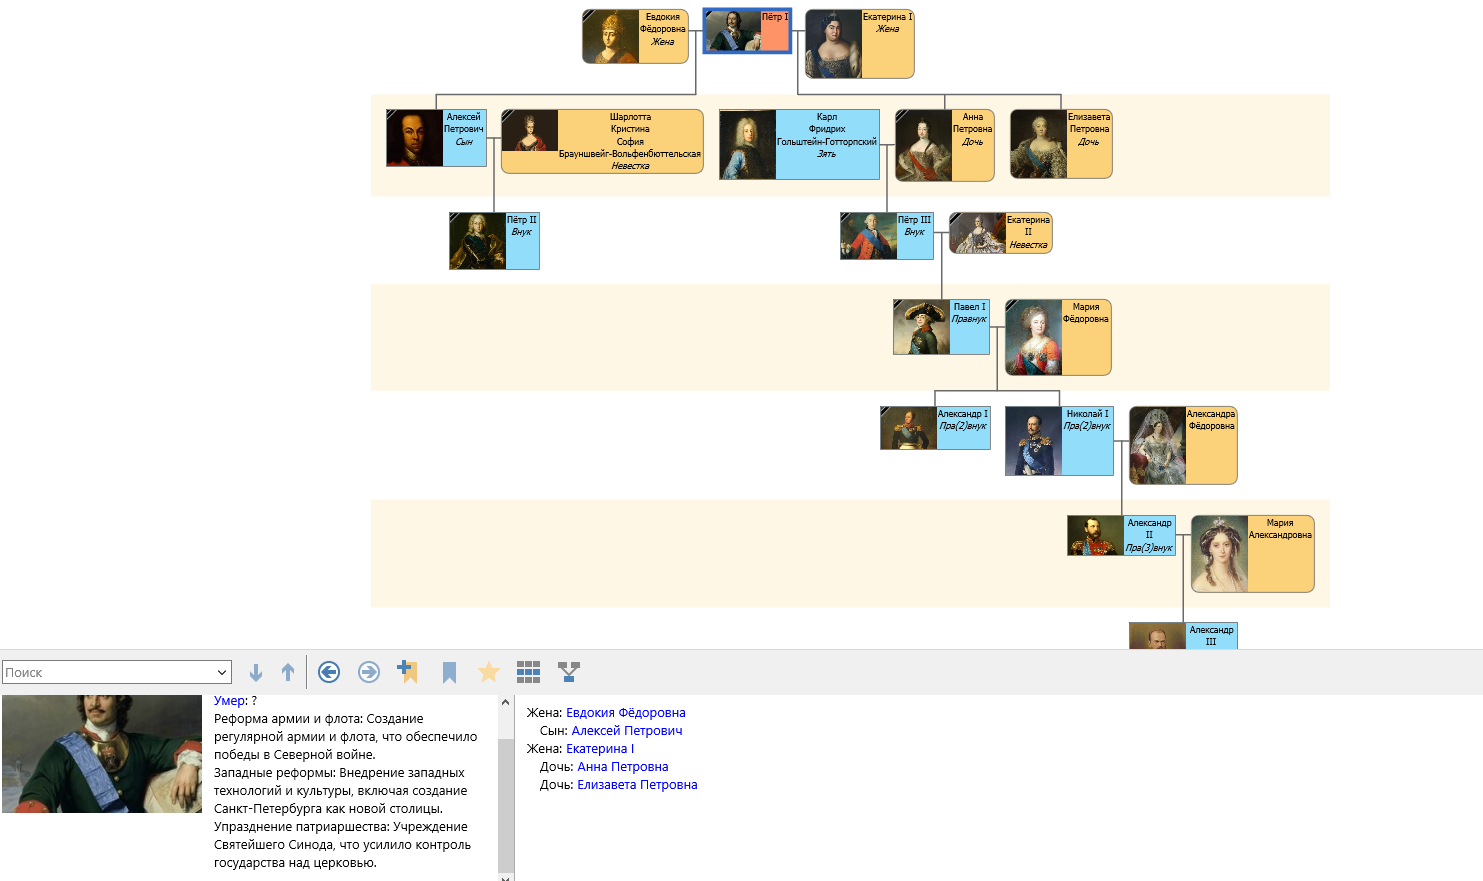 Евдокия
Фёдоровна
Жена
Пётр I
Екатерина I
Жена
Алексей
Петрович
Сын
Шарлотта
Кристина
София
Брауншвейг-Вольфенбюттельская
Невестка
Карл
Фридрих
Гольштейн-Готторпский
Зять
Анна
Петровна
Дочь
Елизавета
Петровна
Дочь
Пётр II
Внук
Пётр III
Внук
Екатерина
II
Невестка
Павел I
Правнук
Мария
Фёдоровна
Александр I
Пра(2)внук
Николай I
Пра(2)внук
Александра
Фёдоровна
Александр
II
Пра(3)внук
Мария
Александровна
Александр
III
Поиск
Умер: ?
Реформа армии и флота: Создание
регулярной армии и флота, что обеспечило
победы в Северной войне.
Западные реформы: Внедрение западных
технологий и культуры, включая создание
Санкт-Петербурга как новой столицы.
Упразднение патриаршества: Учреждение
Святейшего Синода, что усилило контроль
государства над церковью.
Жена: Евдокия Фёдоровна
Сын: Алексей Петрович
Жена: Екатерина I
Дочь: Анна Петровна
Дочь: Елизавета Петровна